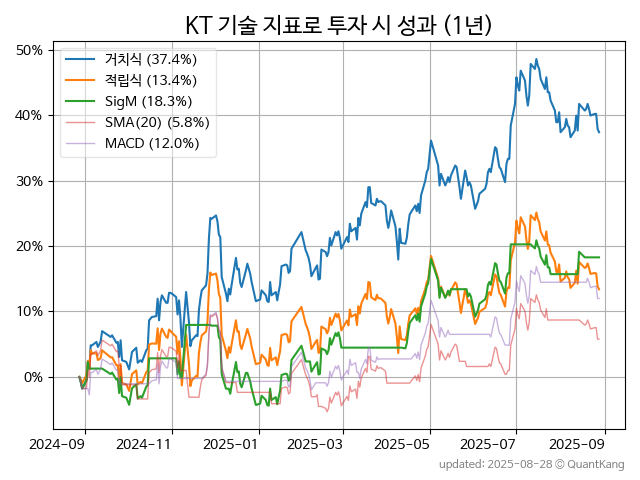 KT 기술 지표로 투자 시 성과 (1년)
50%
40%
30%
20%
10%
0%
거치식 (37.4%)
적립식 (13.4%)
SigM (18.3%)
SMA(20) (5.8%)
MACD (12.0%)
2024-09 2024-11 2025-01 2025-03 2025-05 2025-07 2025-09
updated: 2025-08-28 © QuantKang